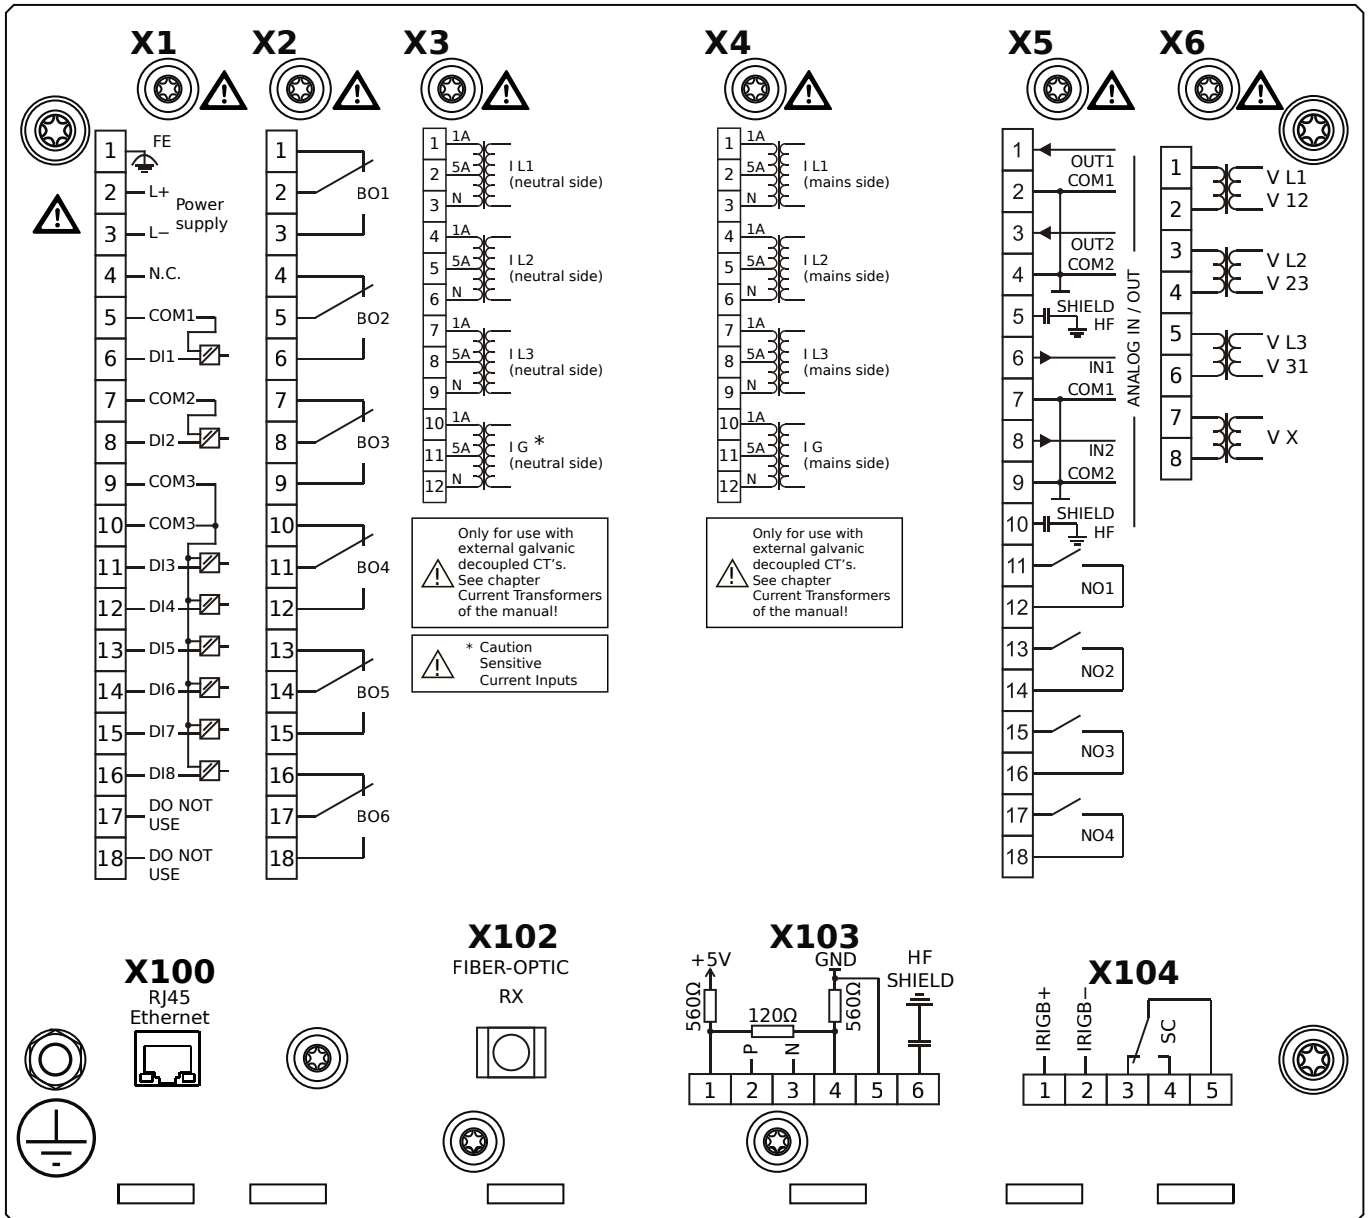 X1
X2
X3
X4
X5
X6
1 FE
2 L+
Power
supply
3 L−
4 N.C.
5 COM1
6 DI1
7 COM2
8 DI2
9 COM3
10 COM3
11 DI3
12 DI4
13 DI5
14 DI6
15 DI7
16 DI8
17 DO NOT
USE
18 DO NOT
USE
1
2 BO1
3
4
5 BO2
6
7
8 BO3
9
10
11 BO4
12
13
14 BO5
15
16
17 BO6
18
1 1A
2 5A
3 N
I L1
(neutral side)
4 1A
5 5A
6 N
I L2
(neutral side)
7 1A
8 5A
9 N
I L3
(neutral side)
10 1A
11 5A
12 N
I G *
(neutral side)
Only for use with
external galvanic
decoupled CT's.
See chapter
Current Transformers
of the manual!
* Caution
Sensitive
Current Inputs
1 1A
2 5A
3 N
I L1
(mains side)
4 1A
5 5A
6 N
I L2
(mains side)
7 1A
8 5A
9 N
I L3
(mains side)
10 1A
11 5A
12 N
I G
(mains side)
Only for use with
external galvanic
decoupled CT's.
See chapter
Current Transformers
of the manual!
1 OUT1
2 COM1
3 OUT2
4 COM2
5 SHIELD
HF
6 IN1
7 COM1
8 IN2
9 COM2
10 SHIELD
HF
ANALOG IN / OUT
11
NO1
12
13
NO2
14
15
NO3
16
17
NO4
18
1 V L1
2 V 12
3 V L2
4 V 23
5 V L3
6 V 31
7
V X
8
X100
RJ45
Ethernet
X102
FIBER-OPTIC
RX
X103
+5V
GND
HF
SHIELD
560Ω
120Ω
560Ω
P
N
1 2 3 4 5 6
X104
IRIGB+
IRIGB−
SC
1 2 3 4 5